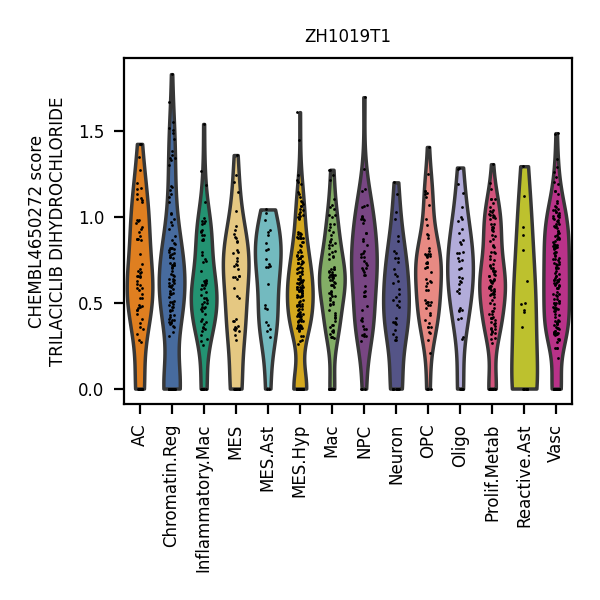 ZH1019T1
CHEMBL4650272 score
TRILACICLIB DIHYDROCHLORIDE
1.5
1.0
0.5
0.0
AC
Chromatin.Reg
Inflammatory.Mac
MES
MES.Ast
MES.Hyp
Mac
NPC
Neuron
OPC
Oligo
Prolif.Metab
Reactive.Ast
Vasc